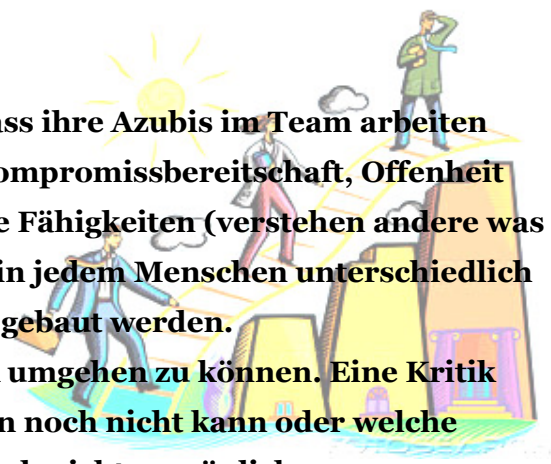 ss ihre Azubis im Team arbeiten
ompromissbereitschaft, Offenheit
e Fähigkeiten (verstehen andere was
in jedem Menschen unterschiedlich
gebaut werden.
umgehen zu können. Eine Kritik
n noch nicht kann oder welche